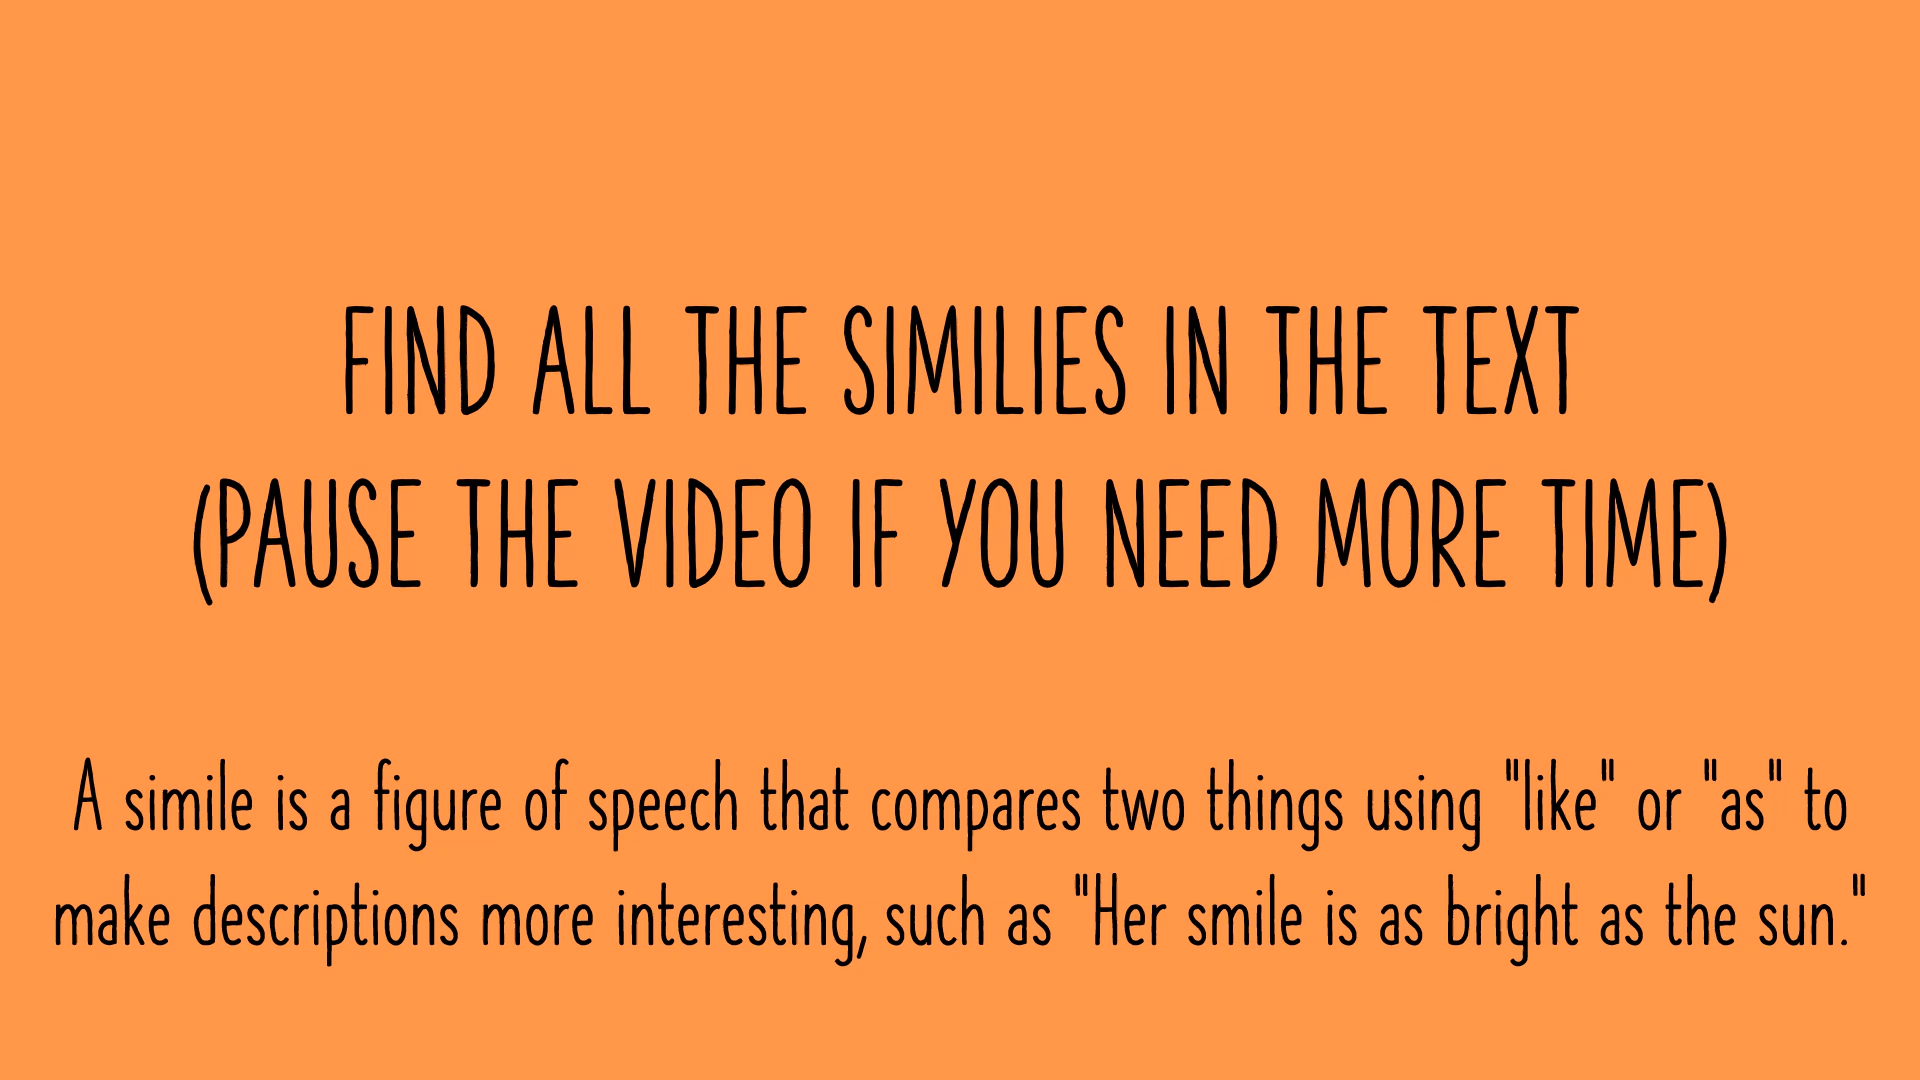 FIND ALL THE SIMILIES IN THE TEXT
(PAUSE THE VIDEO IF YOU NEED MORE TIME)
A simile is a figure of speech that compares two things using "like" or "as" to
make descriptions more interesting, such as "Her smile is as bright as the sun."